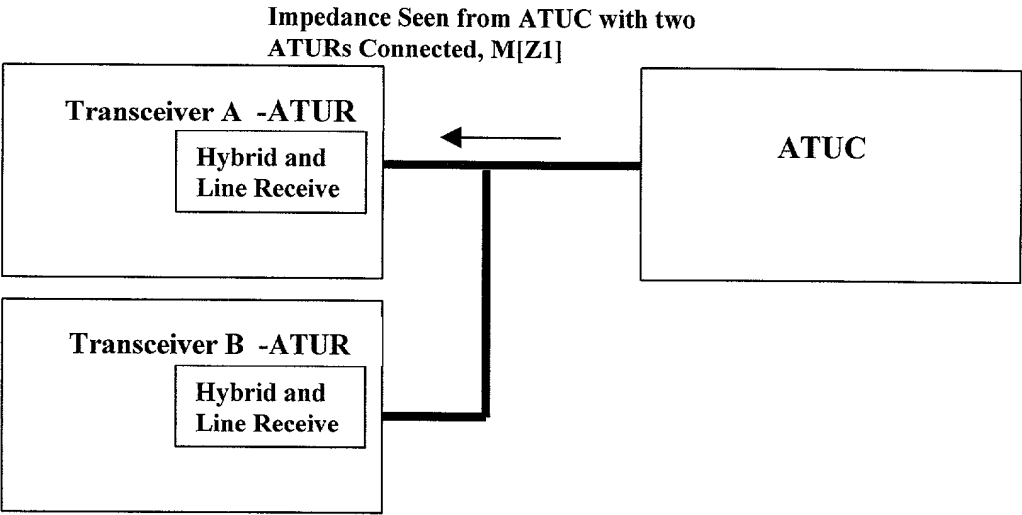 Impedance Seen from ATUC with two
ATURs Connected, M[Z1]
Transceiver A -ATUR
Hybrid and
Line Receive
ATUC
Transceiver B -ATUR
Hybrid and
Line Receive